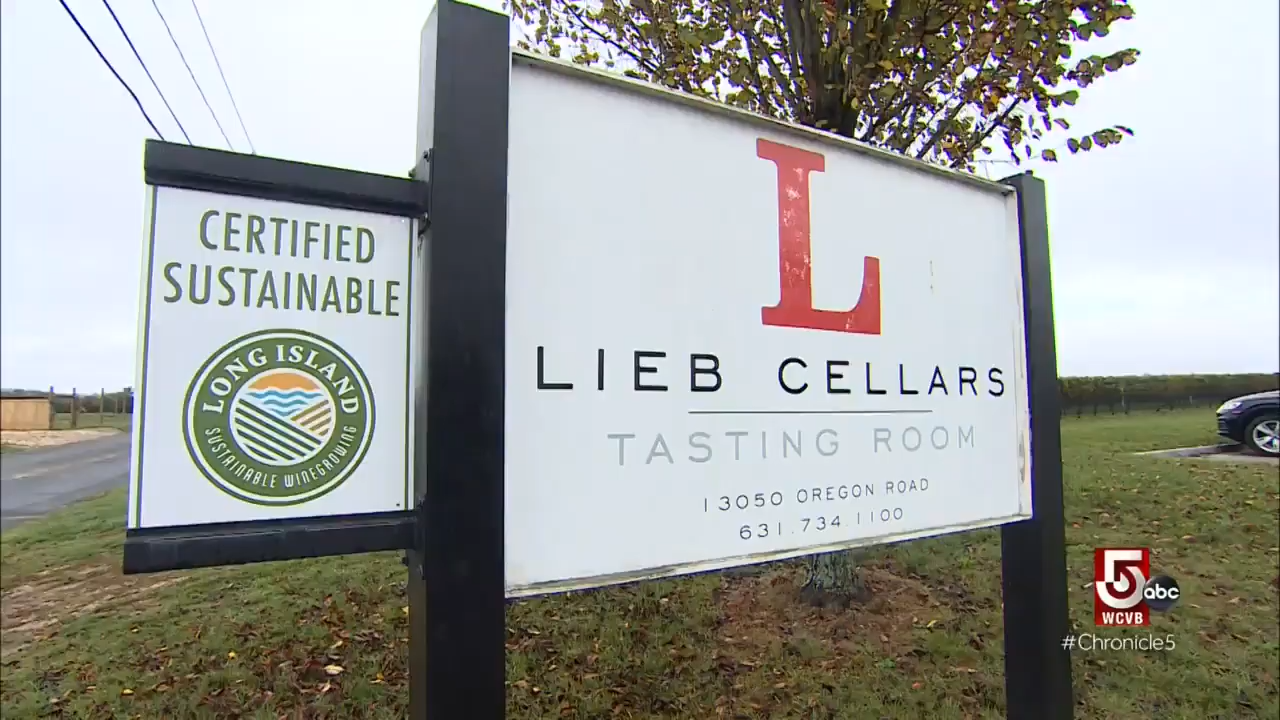 CERTIFIED
SUSTAINABLE
LONG ISLAND
SUSTAINABLE WINEGROWING
L
LIEB CELLARS
TASTING ROOM
13050 OREGON ROAD
631.734.1100
5 abc
WCVB
#Chronicle5